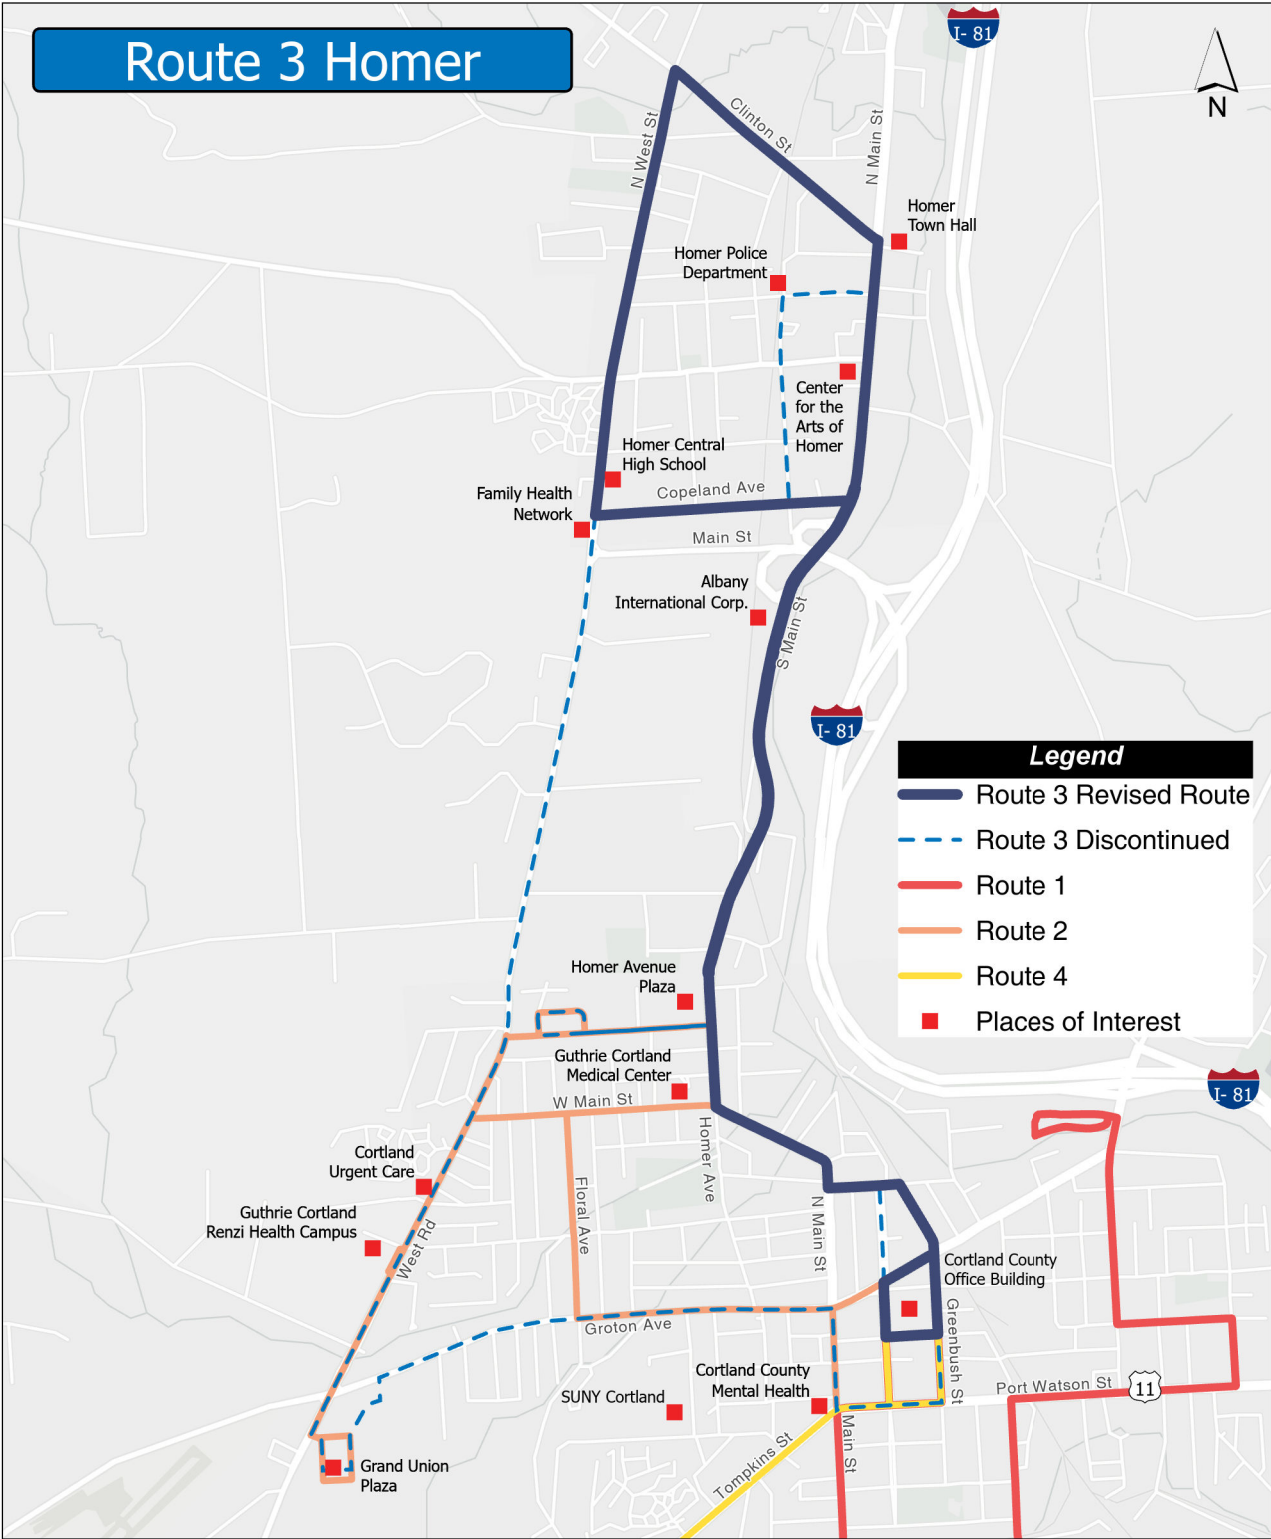 Route 3 Homer
I- 81
N
Clinton St
N West St
N Main St
Homer
Town Hall
Homer Police
Department
Center
for the
Arts of
Homer
Homer Central
High School
Copeland Ave
Family Health
Network
Main St
Albany
International Corp.
S Main St
I- 81
Legend
Route 3 Revised Route
Route 3 Discontinued
Route 1
Route 2
Route 4
Places of Interest
Homer Avenue
Plaza
Guthrie Cortland
Medical Center
I- 81
W Main St
Homer Ave
Cortland
Urgent Care
Floral Ave
Guthrie Cortland
Renzi Health Campus
West Rd
N Main St
Cortland County
Office Building
Greenbush St
Groton Ave
Cortland County
Mental Health
SUNY Cortland
Port Watson St
11
Main St
Tompkins St
Grand Union
Plaza